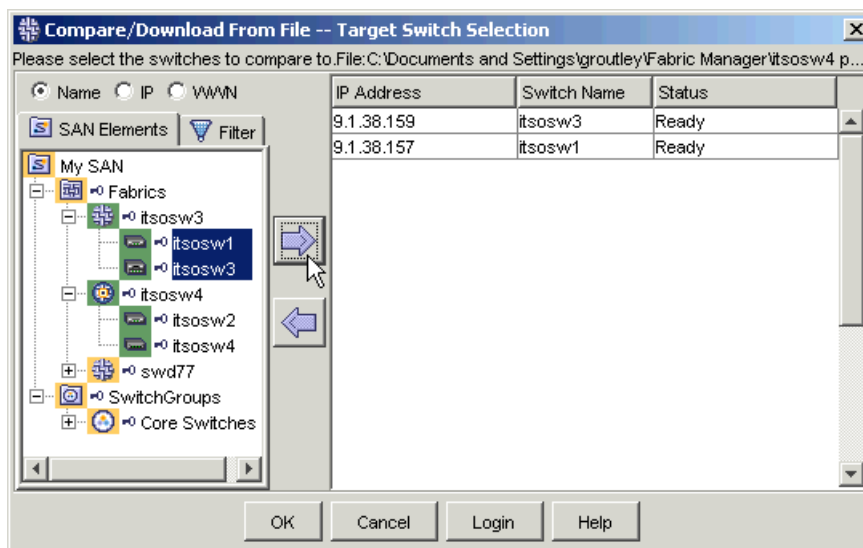 Compare/Download From File -- Target Switch Selection
Please select the switches to compare to.File:C:\Documents and Settings\groutley\Fabric Manager\itsosw4 p...
Name IP WWN
SAN Elements Filter
My SAN
Fabrics
itsosw3
itsosw1
itsosw3
itsosw4
itsosw2
itsosw4
swd77
SwitchGroups
Core Switches
IP Address Switch Name Status
9.1.38.159 itsosw3 Ready
9.1.38.157 itsosw1 Ready
OK Cancel Login Help